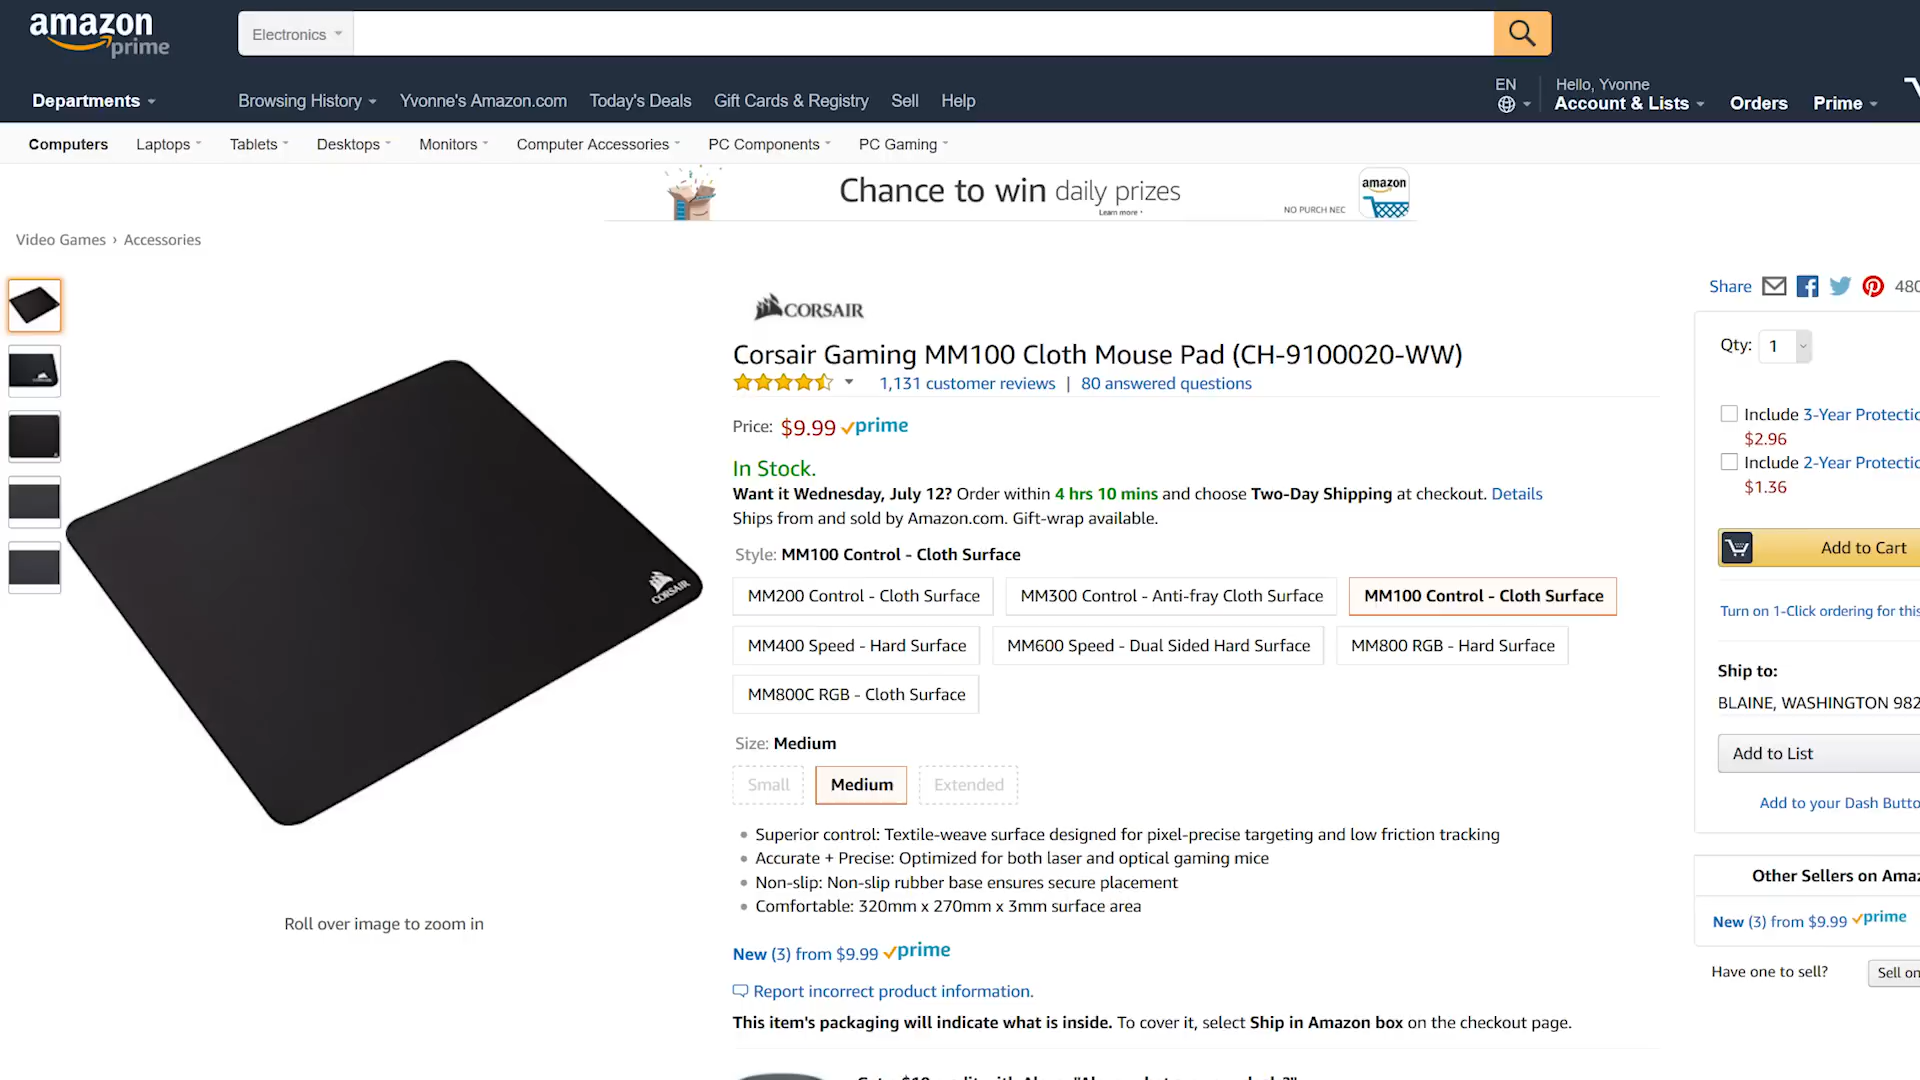 amazon
prime
Electronics
EN
Hello, Yvonne
Departments
Browsing History
Yvonne's Amazon.com
Today's Deals
Gift Cards & Registry
Sell
Help
Account & Lists
Orders
Prime
Computers
Laptops
Tablets
Desktops
Monitors
Computer Accessories
PC Components
PC Gaming
Chance to win daily prizes
Learn more
NO PURCH NEC
amazon
Video Games › Accessories
Share
480
CORSAIR
Corsair Gaming MM100 Cloth Mouse Pad (CH-9100020-WW)
1,131 customer reviews | 80 answered questions
Price: $9.99 prime
In Stock.
Want it Wednesday, July 12? Order within 4 hrs 10 mins and choose Two-Day Shipping at checkout. Details
Ships from and sold by Amazon.com. Gift-wrap available.
Style: MM100 Control - Cloth Surface
MM200 Control - Cloth Surface
MM300 Control - Anti-fray Cloth Surface
MM100 Control - Cloth Surface
MM400 Speed - Hard Surface
MM600 Speed - Dual Sided Hard Surface
MM800 RGB - Hard Surface
MM800C RGB - Cloth Surface
Size: Medium
Small
Medium
Extended
• Superior control: Textile-weave surface designed for pixel-precise targeting and low friction tracking
• Accurate + Precise: Optimized for both laser and optical gaming mice
• Non-slip: Non-slip rubber base ensures secure placement
• Comfortable: 320mm x 270mm x 3mm surface area
New (3) from $9.99 prime
Report incorrect product information.
This item's packaging will indicate what is inside. To cover it, select Ship in Amazon box on the checkout page.
CORSAIR
Roll over image to zoom in
Qty: 1
Include 3-Year Protectic
$2.96
Include 2-Year Protectic
$1.36
Add to Cart
Turn on 1-Click ordering for this
Ship to:
BLAINE, WASHINGTON 982
Add to List
Add to your Dash Butto
Other Sellers on Amaz
New (3) from $9.99 prime
Have one to sell?
Sell on